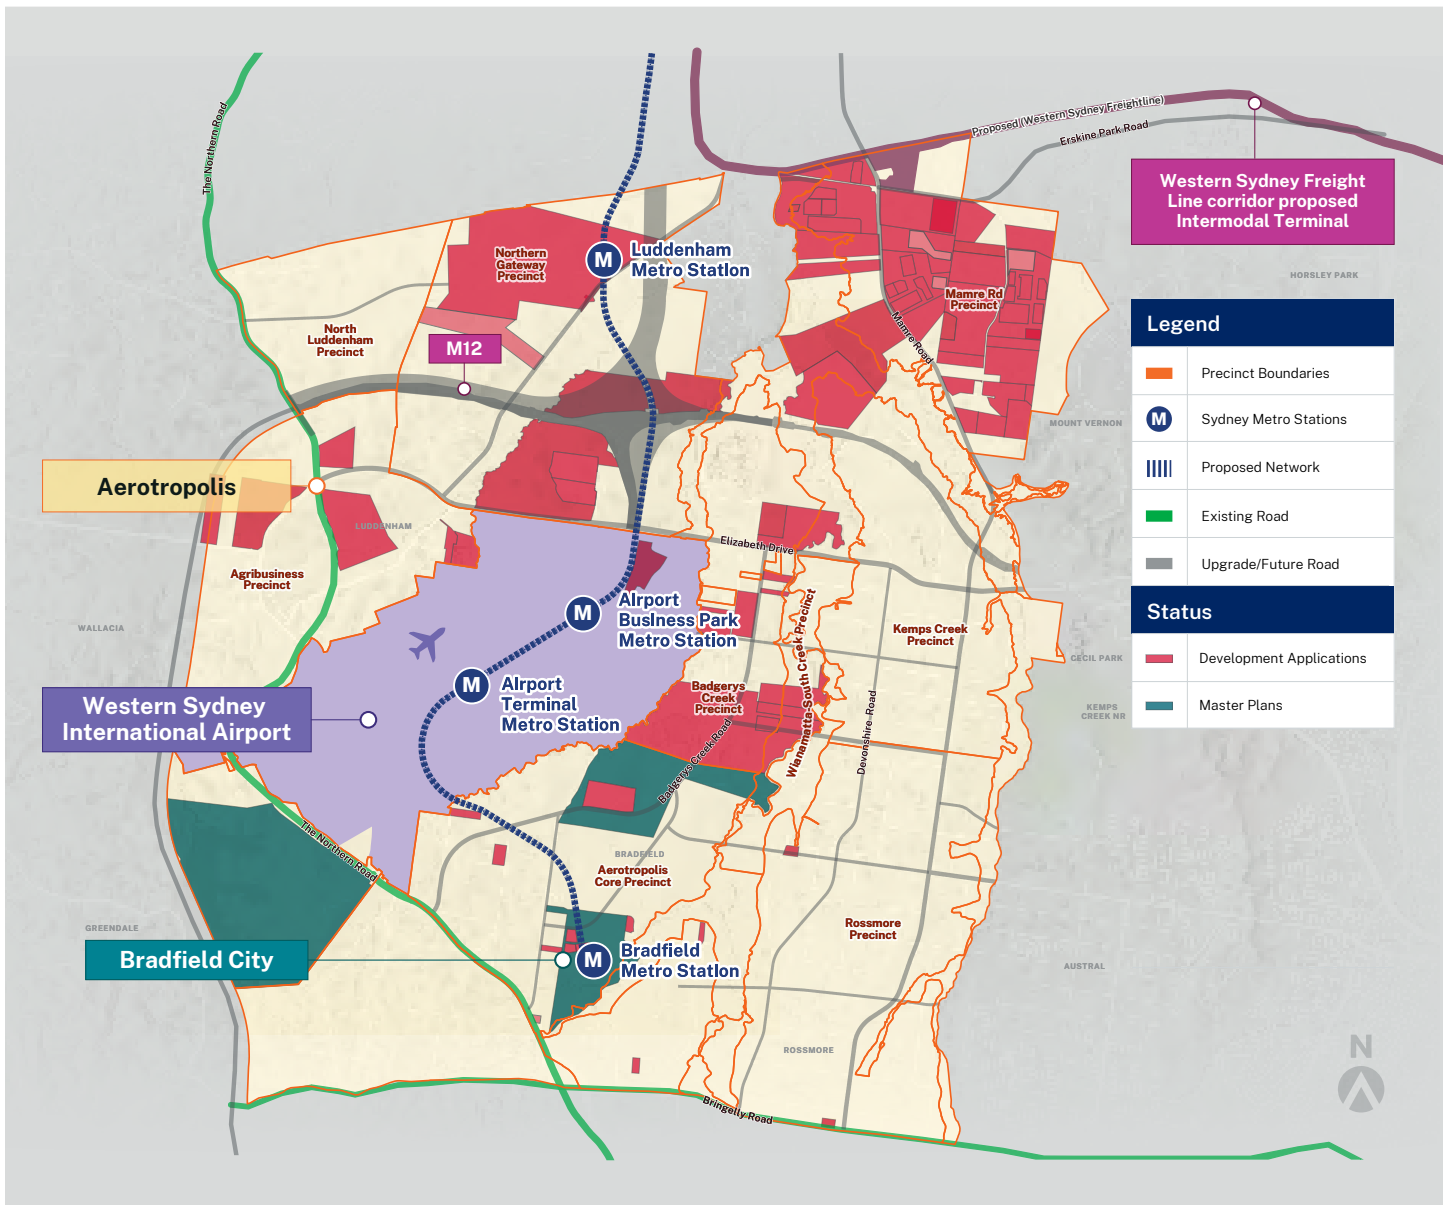 The Northern Road
Proposed (Western Sydney Freightline)
Erskine Park Road
Western Sydney Freight
Line corridor proposed
Intermodal Terminal
HORSLEY PARK
Northern
Gateway
Precinct
M
Luddenham
Metro Station
Mamre Rd
Precinct
Mamre Road
North
Luddenham
Precinct
M12
Legend
Precinct Boundaries
M
Sydney Metro Stations
Proposed Network
Existing Road
Upgrade/Future Road
Status
Development Applications
Master Plans
MOUNT VERNON
Aerotropolis
LUDDENHAM
Elizabeth Drive
Agribusiness
Precinct
WALLACIA
M
Airport
Business Park
Metro Station
Wianamatta-South Creek Precinct
Kemps Creek
Precinct
CECIL PARK
KEMPS
CREEK NR
M
Airport
Terminal
Metro Station
Badgerys
Creek
Precinct
Western Sydney
International Airport
Badgerys Creek Road
Devonshire Road
The Northern Road
BRADFIELD
Aerotropolis
Core Precinct
Rossmore
Precinct
GREENDALE
Bradfield City
M
Bradfield
Metro Station
AUSTRAL
ROSSMORE
N
Bringelly Road